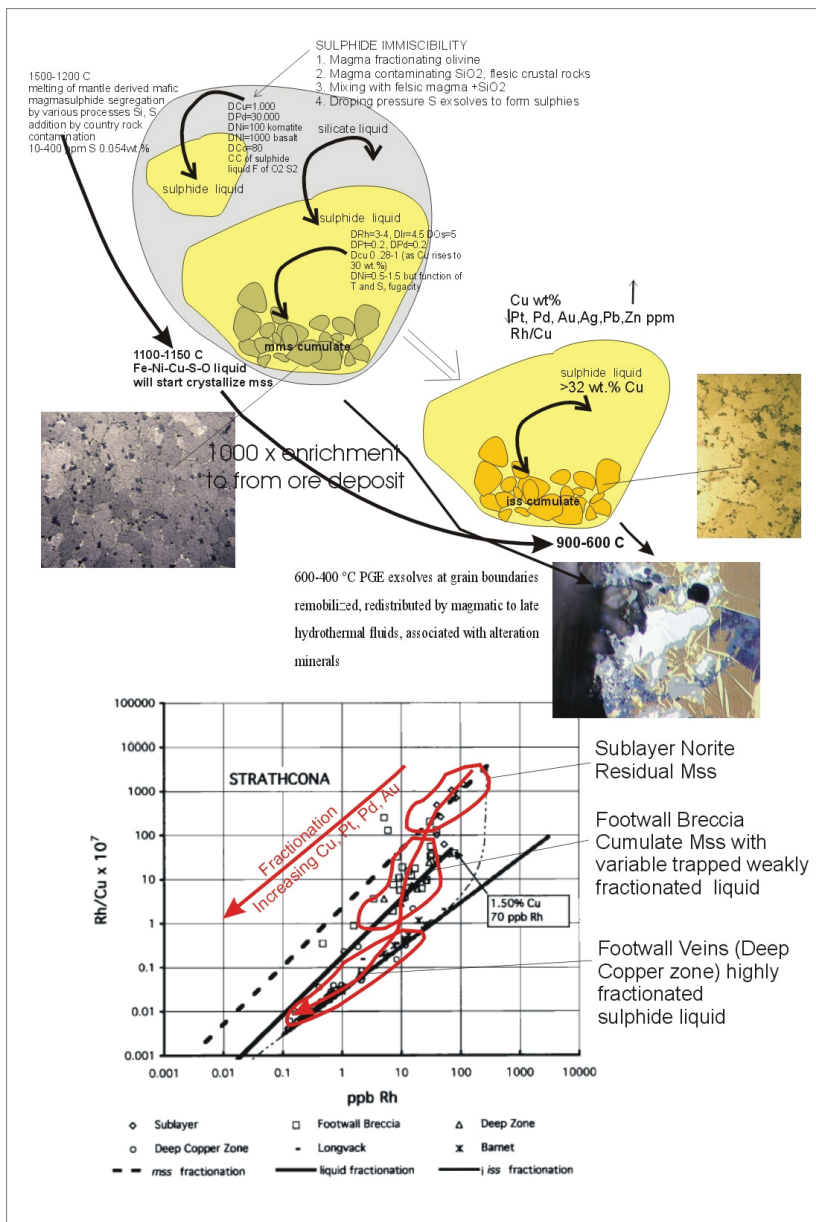 SULPHIDE IMMISCIBILITY
1. Magma fractionating olivine
2. Magma contaminating SiO2, flesic crustal rocks
3. Mixing with felsic magma +SiO2
4. Droping pressure S exsolves to form sulphies
1500-1200 C
melting of mantle derived mafic
magmasulphide segregation
by various processes Si, S
addition by country rock
contamination
10-400 ppm S 0.054wt %
DCu=1.000
DPd=30.000
DNi=100 komatite
DNI=1000 basalt
DCo=80
CC of sulphide
liquid F of O2 S2
silicate liquid
sulphide liquid
sulphide liquid
DRh=3-4, DIr=4.5 DOs=5
DPt=0.2, DPd=0.2
Dcu 0 .28-1 (as Cu rises to
30 wt.%)
DNi=0.5-1.5 but function of
T and S, fugacity
mms cumulate
1100-1150 C
Fe-Ni-Cu-S-O liquid
will start crystallize mss
Cu wt%
Pt, Pd, Au,Ag,Pb,Zn ppm
Rh/Cu
sulphide liquid
>32 wt.% Cu
iss cumulate
1000 x enrichment
to from ore deposit
900-600 C
600-400 °C PGE exsolves at grain boundaries
remobilized, redistributed by magmatic to late
hydrothermal fluids, associated with alteration
minerals
STRATHCONA
Fractionation
Increasing Cu, Pt, Pd, Au
Rh/Cu x 10⁷
100000
10000
1000
100
10
1
0.1
0.01
0.001
0.001 0.01 0.1 1 10 100 1000 10000
ppb Rh
1.50% Cu
70 ppb Rh
Sublayer Norite
Residual Mss
Footwall Breccia
Cumulate Mss with
variable trapped weakly
fractionated liquid
Footwall Veins (Deep
Copper zone) highly
fractionated
sulphide liquid
Sublayer Footwall Breccia Deep Zone
Deep Copper Zone Longvack Barnet
mss fractionation liquid fractionation iss fractionation